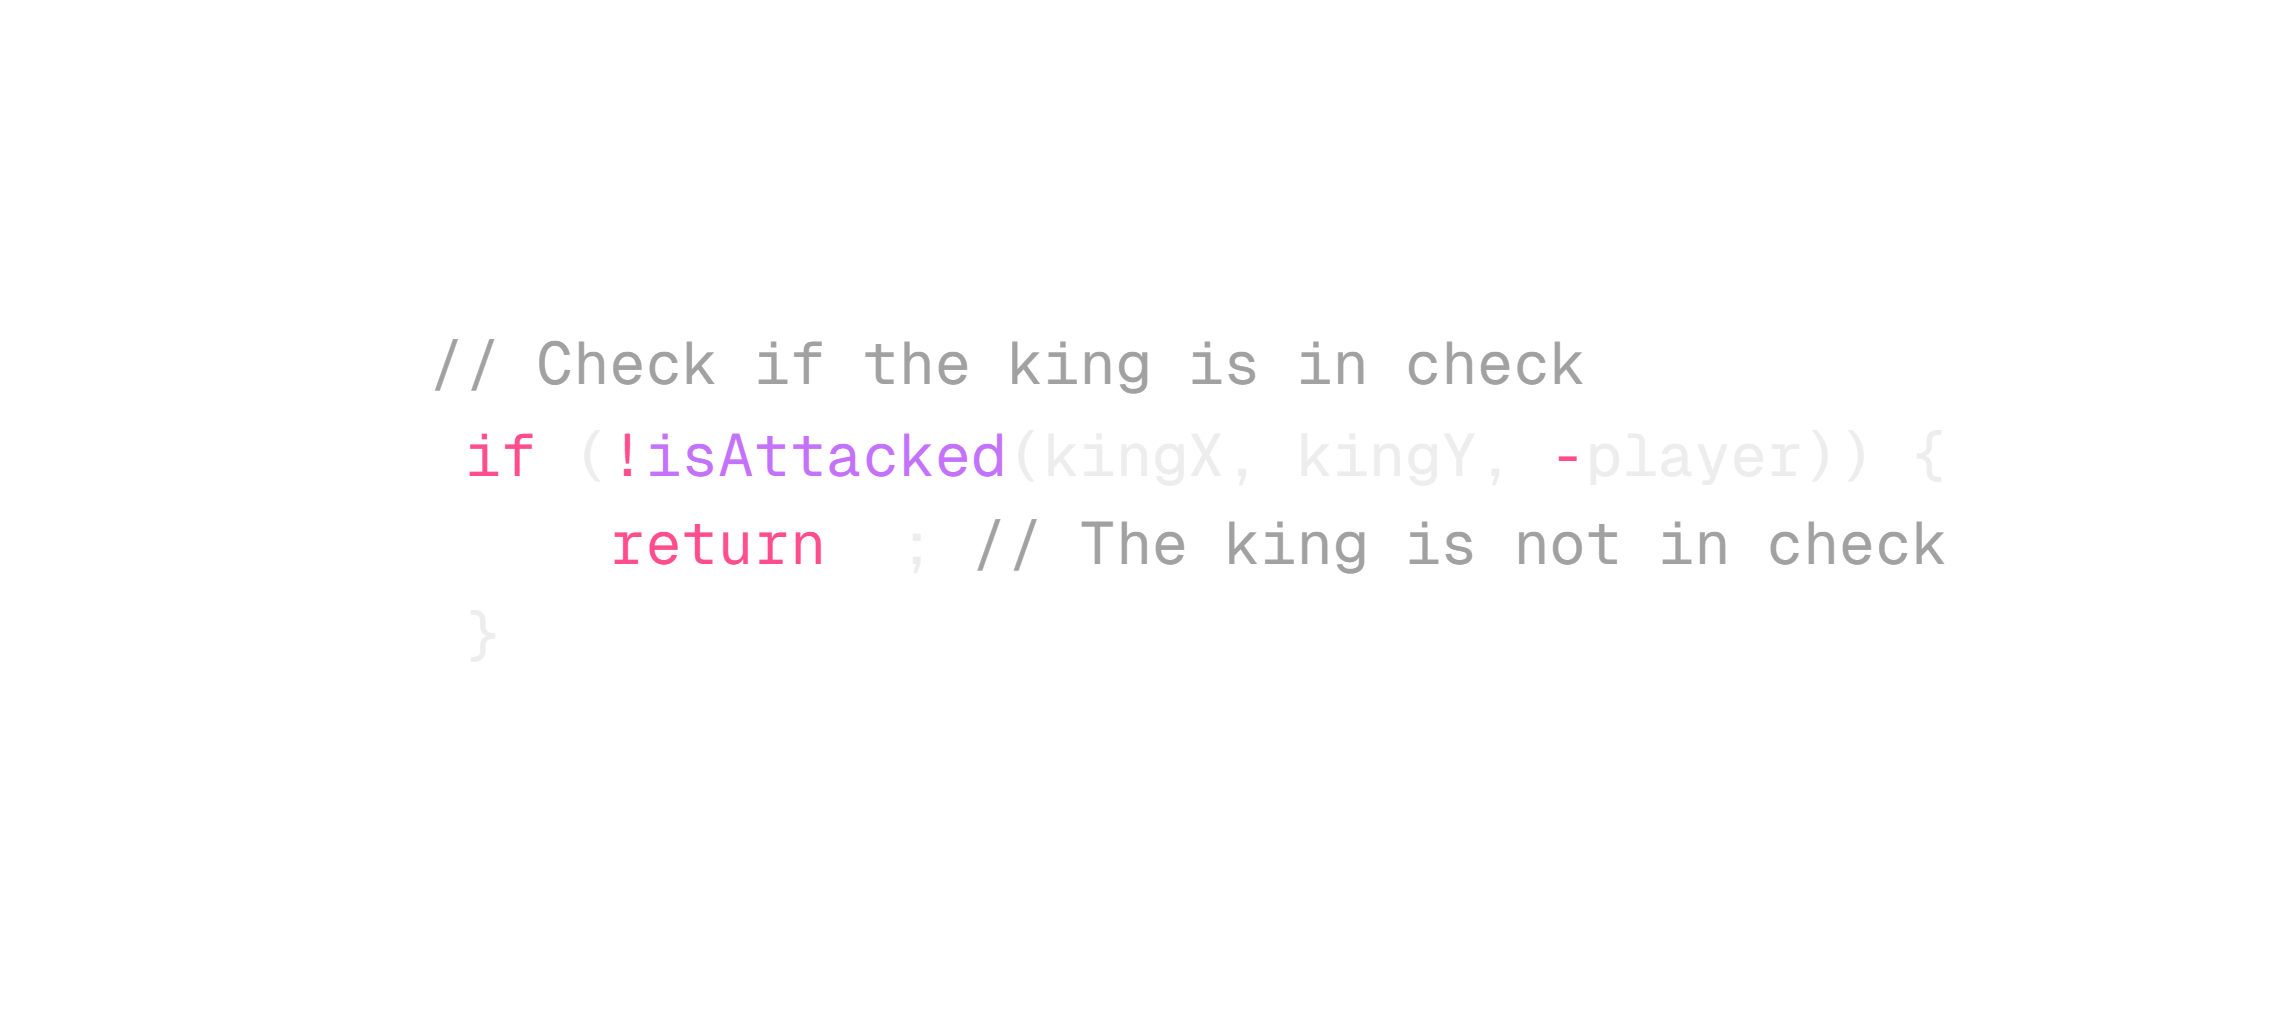 // Check if the king is in check
if (!isAttacked(kingX, kingY, -player)) {
return  ; // The king is not in check
}